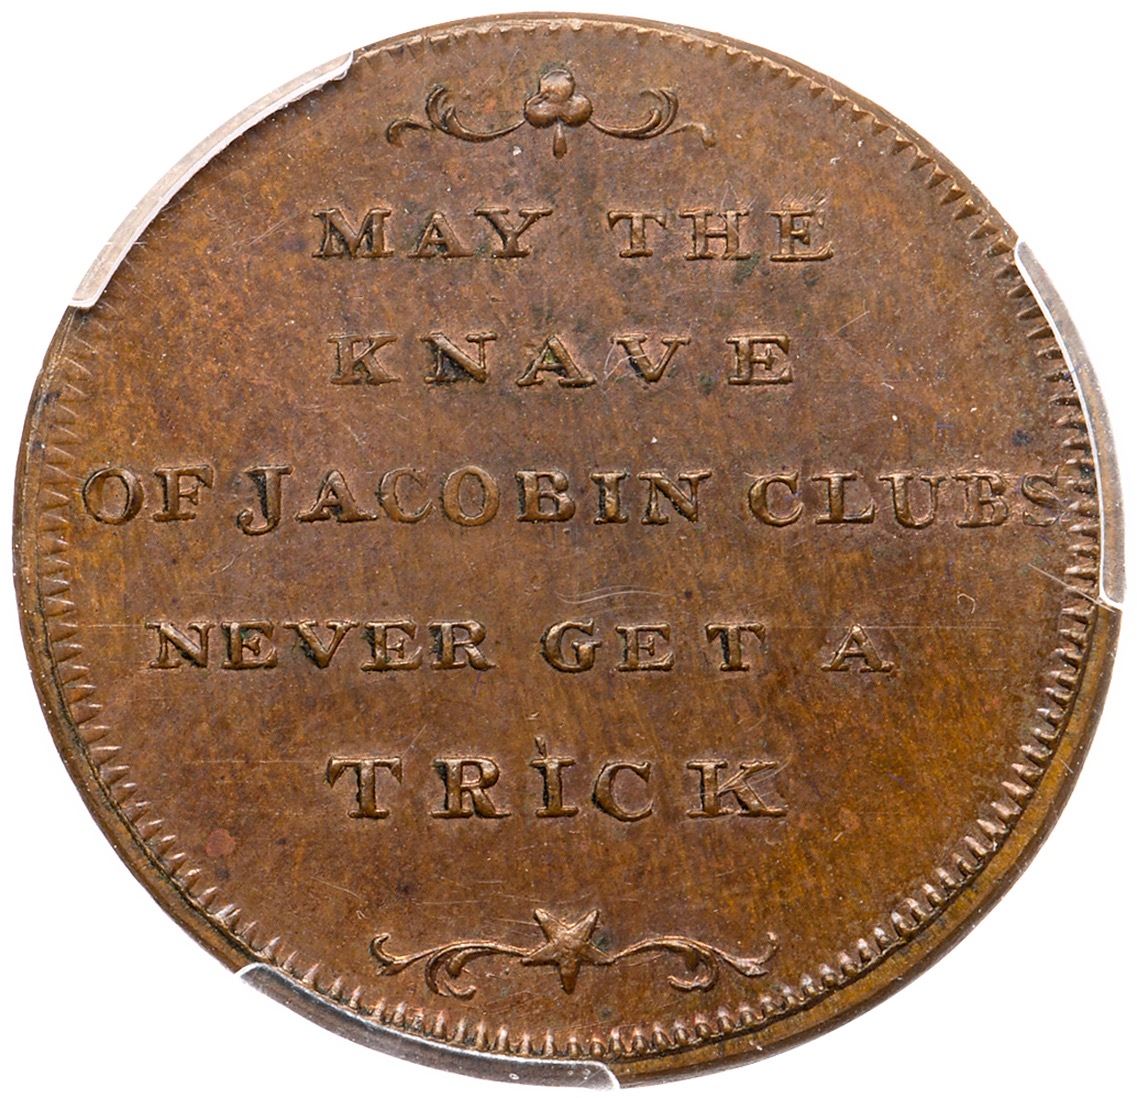 MAY THE
KNAVE
OF JACOBIN CLUBS
NEVER GET A
TRICK